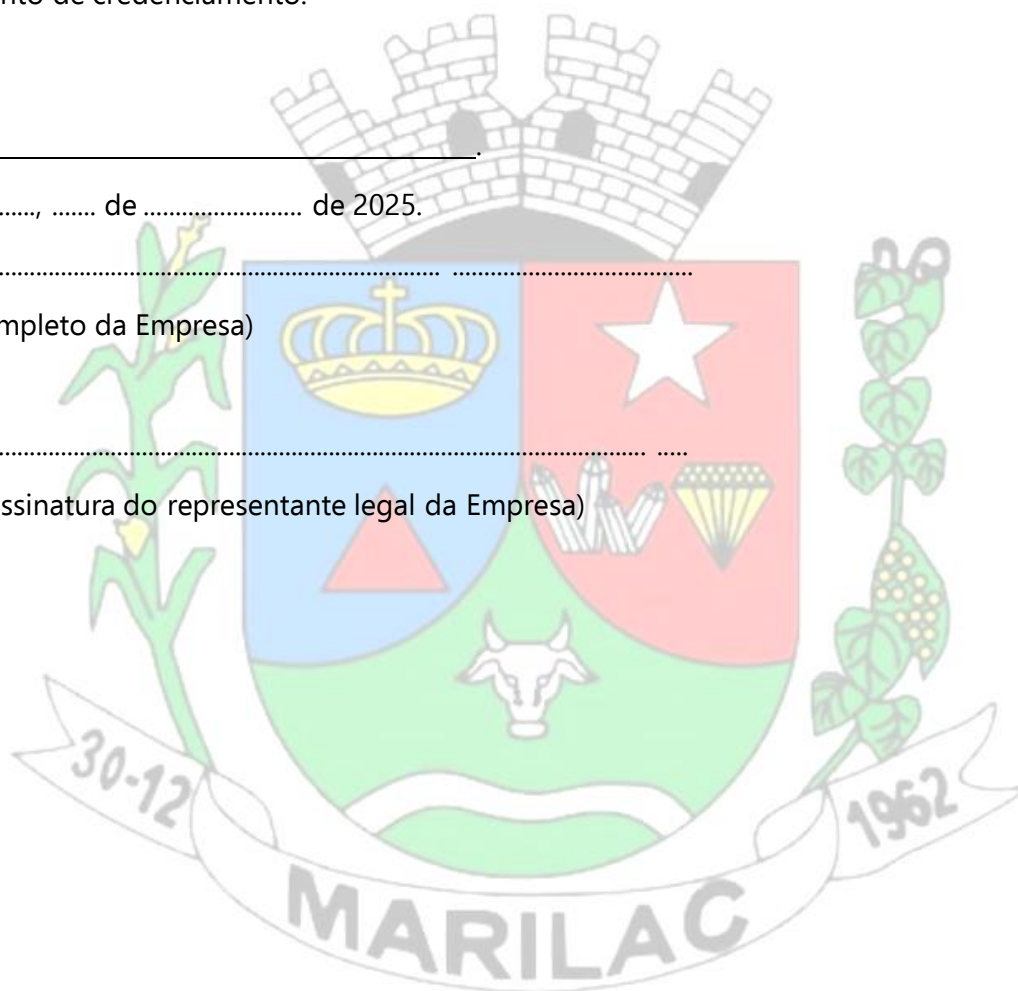 nto de credenciamento.
.
......, ....... de ......................... de 2025.
........................................................................ ......................................
mpleto da Empresa)
........................................................................................................ .....
ssinatura do representante legal da Empresa)
30-12
1962
MARILAC